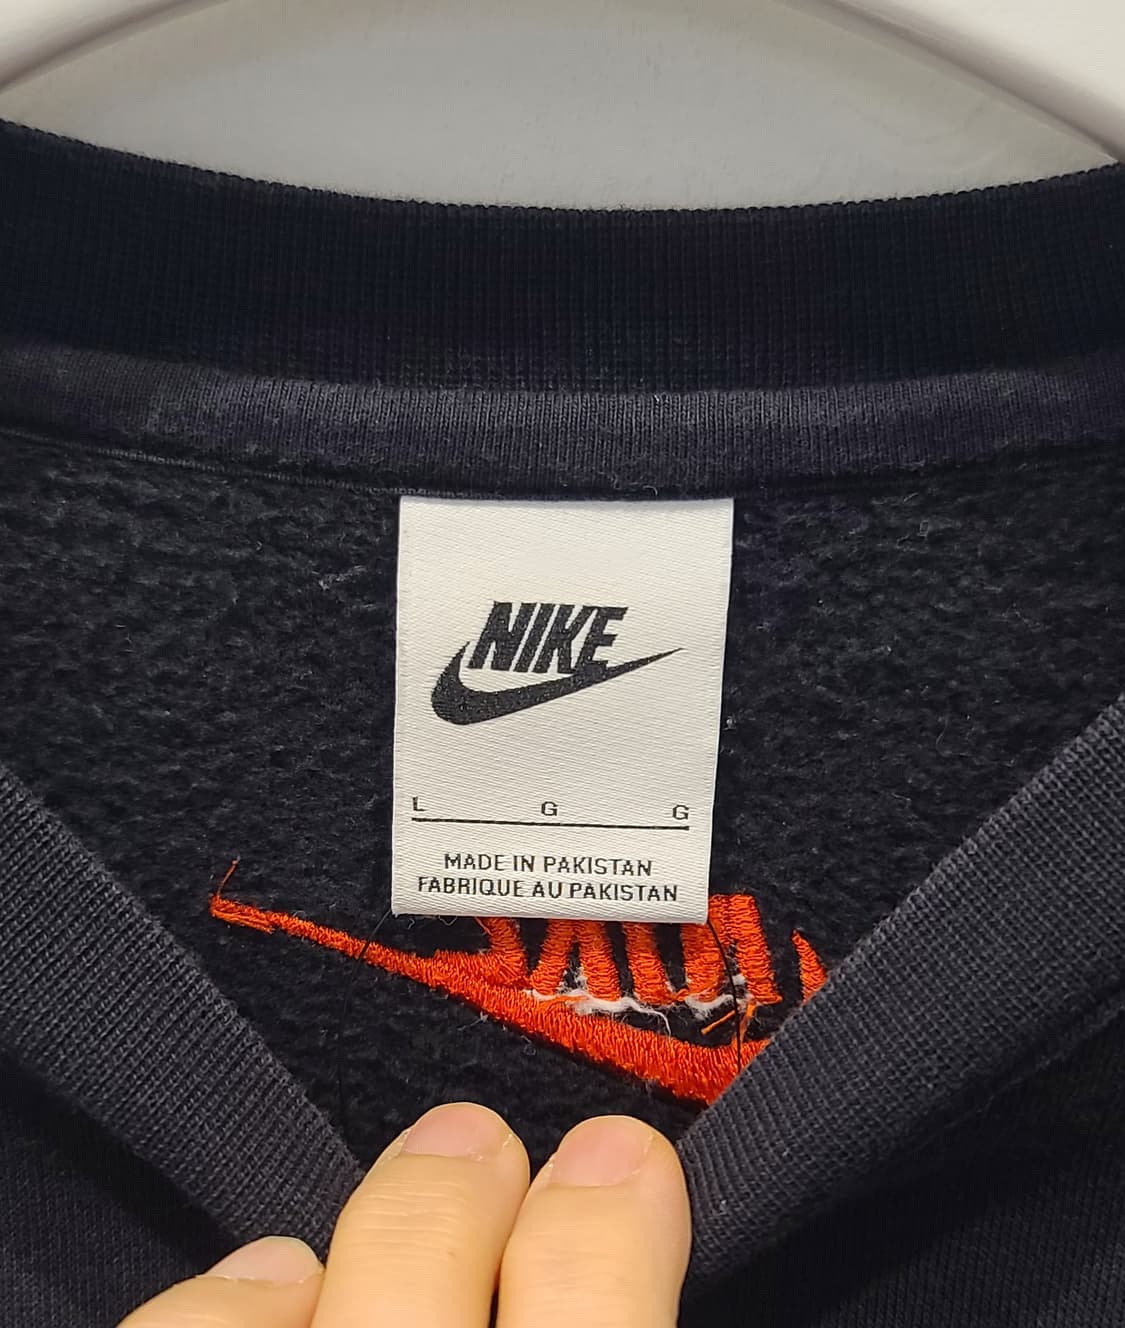 NIKE
L G G
MADE IN PAKISTAN
FABRIQUE AU PAKISTAN